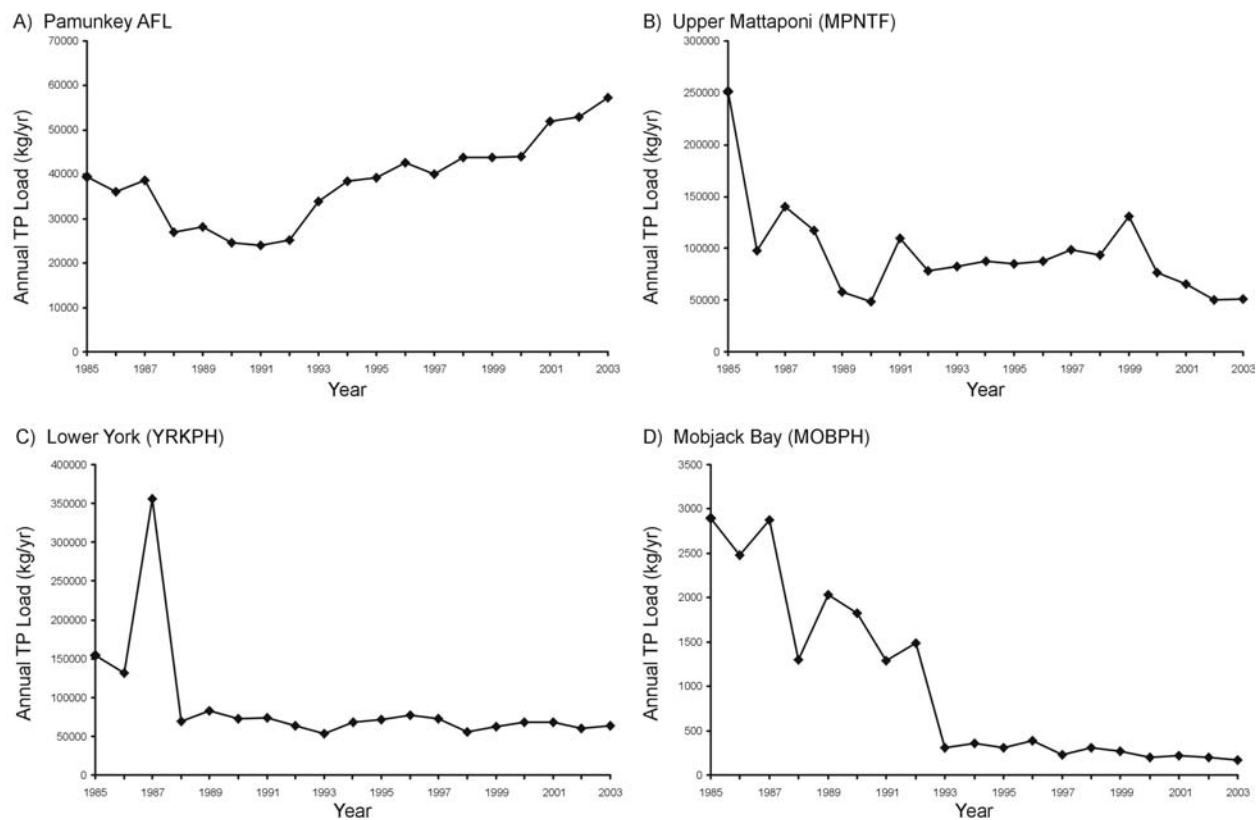 A) Pamunkey AFL
Annual TP Load (kg/yr)
70000
60000
50000
40000
30000
20000
10000
0
1985 1987 1989 1991 1993 1995 1997 1999 2001 2003
Year
B) Upper Mattaponi (MPNTF)
Annual TP Load (kg/yr)
300000
250000
200000
150000
100000
50000
0
1985 1987 1989 1991 1993 1995 1997 1999 2001 2003
Year
C) Lower York (YRKPH)
Annual TP Load (kg/yr)
400000
350000
300000
250000
200000
150000
100000
50000
0
1985 1987 1989 1991 1993 1995 1997 1999 2001 2003
Year
D) Mobjack Bay (MOBPH)
Annual TP Load (kg/yr)
3500
3000
2500
2000
1500
1000
500
0
1985 1987 1989 1991 1993 1995 1997 1999 2001 2003
Year